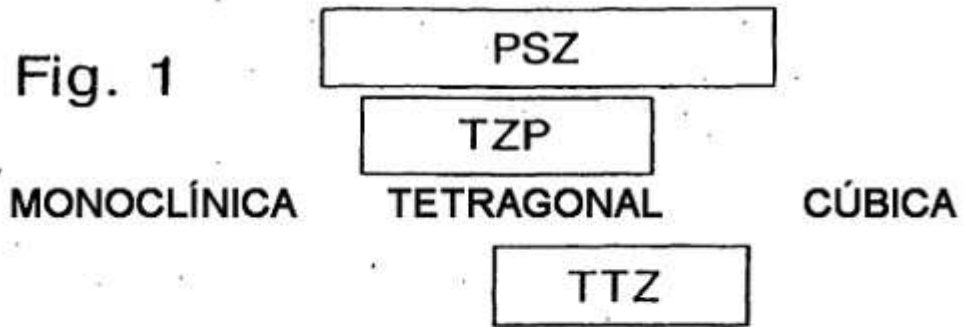 PSZ
Fig. 1
TZP
MONOCLÍNICA TETRAGONAL CÚBICA
TTZ